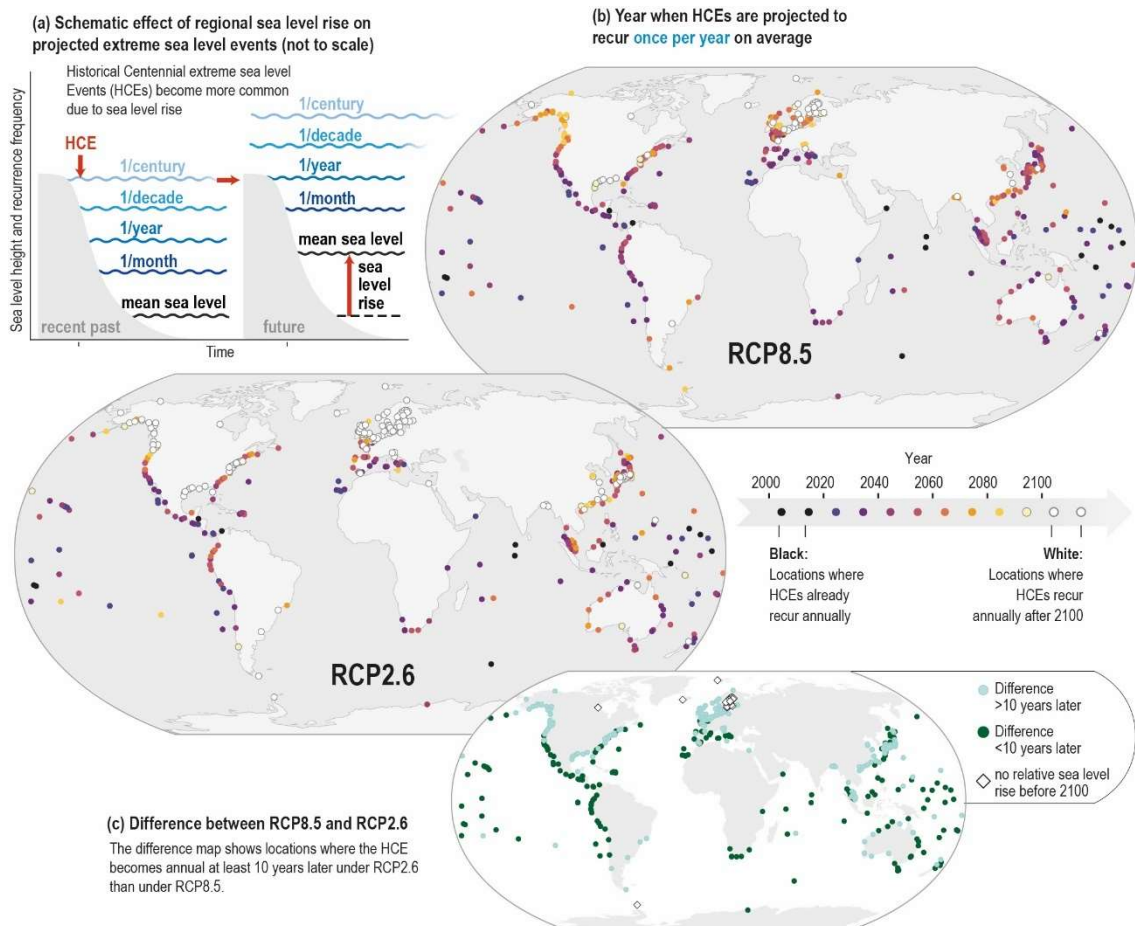 (a) Schematic effect of regional sea level rise on
projected extreme sea level events (not to scale)
Sea level height and recurrence frequency
Historical Centennial extreme sea level
Events (HCEs) become more common
due to sea level rise
HCE
1/century
1/decade
1/year
1/month
mean sea level
recent past
1/century
1/decade
1/year
1/month
mean sea level
sea
level
rise
future
Time
(b) Year when HCEs are projected to
recur once per year on average
RCP8.5
RCP2.6
Year
2000 2020 2040 2060 2080 2100
Black:
Locations where
HCEs already
recur annually
White:
Locations where
HCEs recur
annually after 2100
(c) Difference between RCP8.5 and RCP2.6
The difference map shows locations where the HCE
becomes annual at least 10 years later under RCP2.6
than under RCP8.5.
Difference
>10 years later
Difference
<10 years later
no relative sea level
rise before 2100